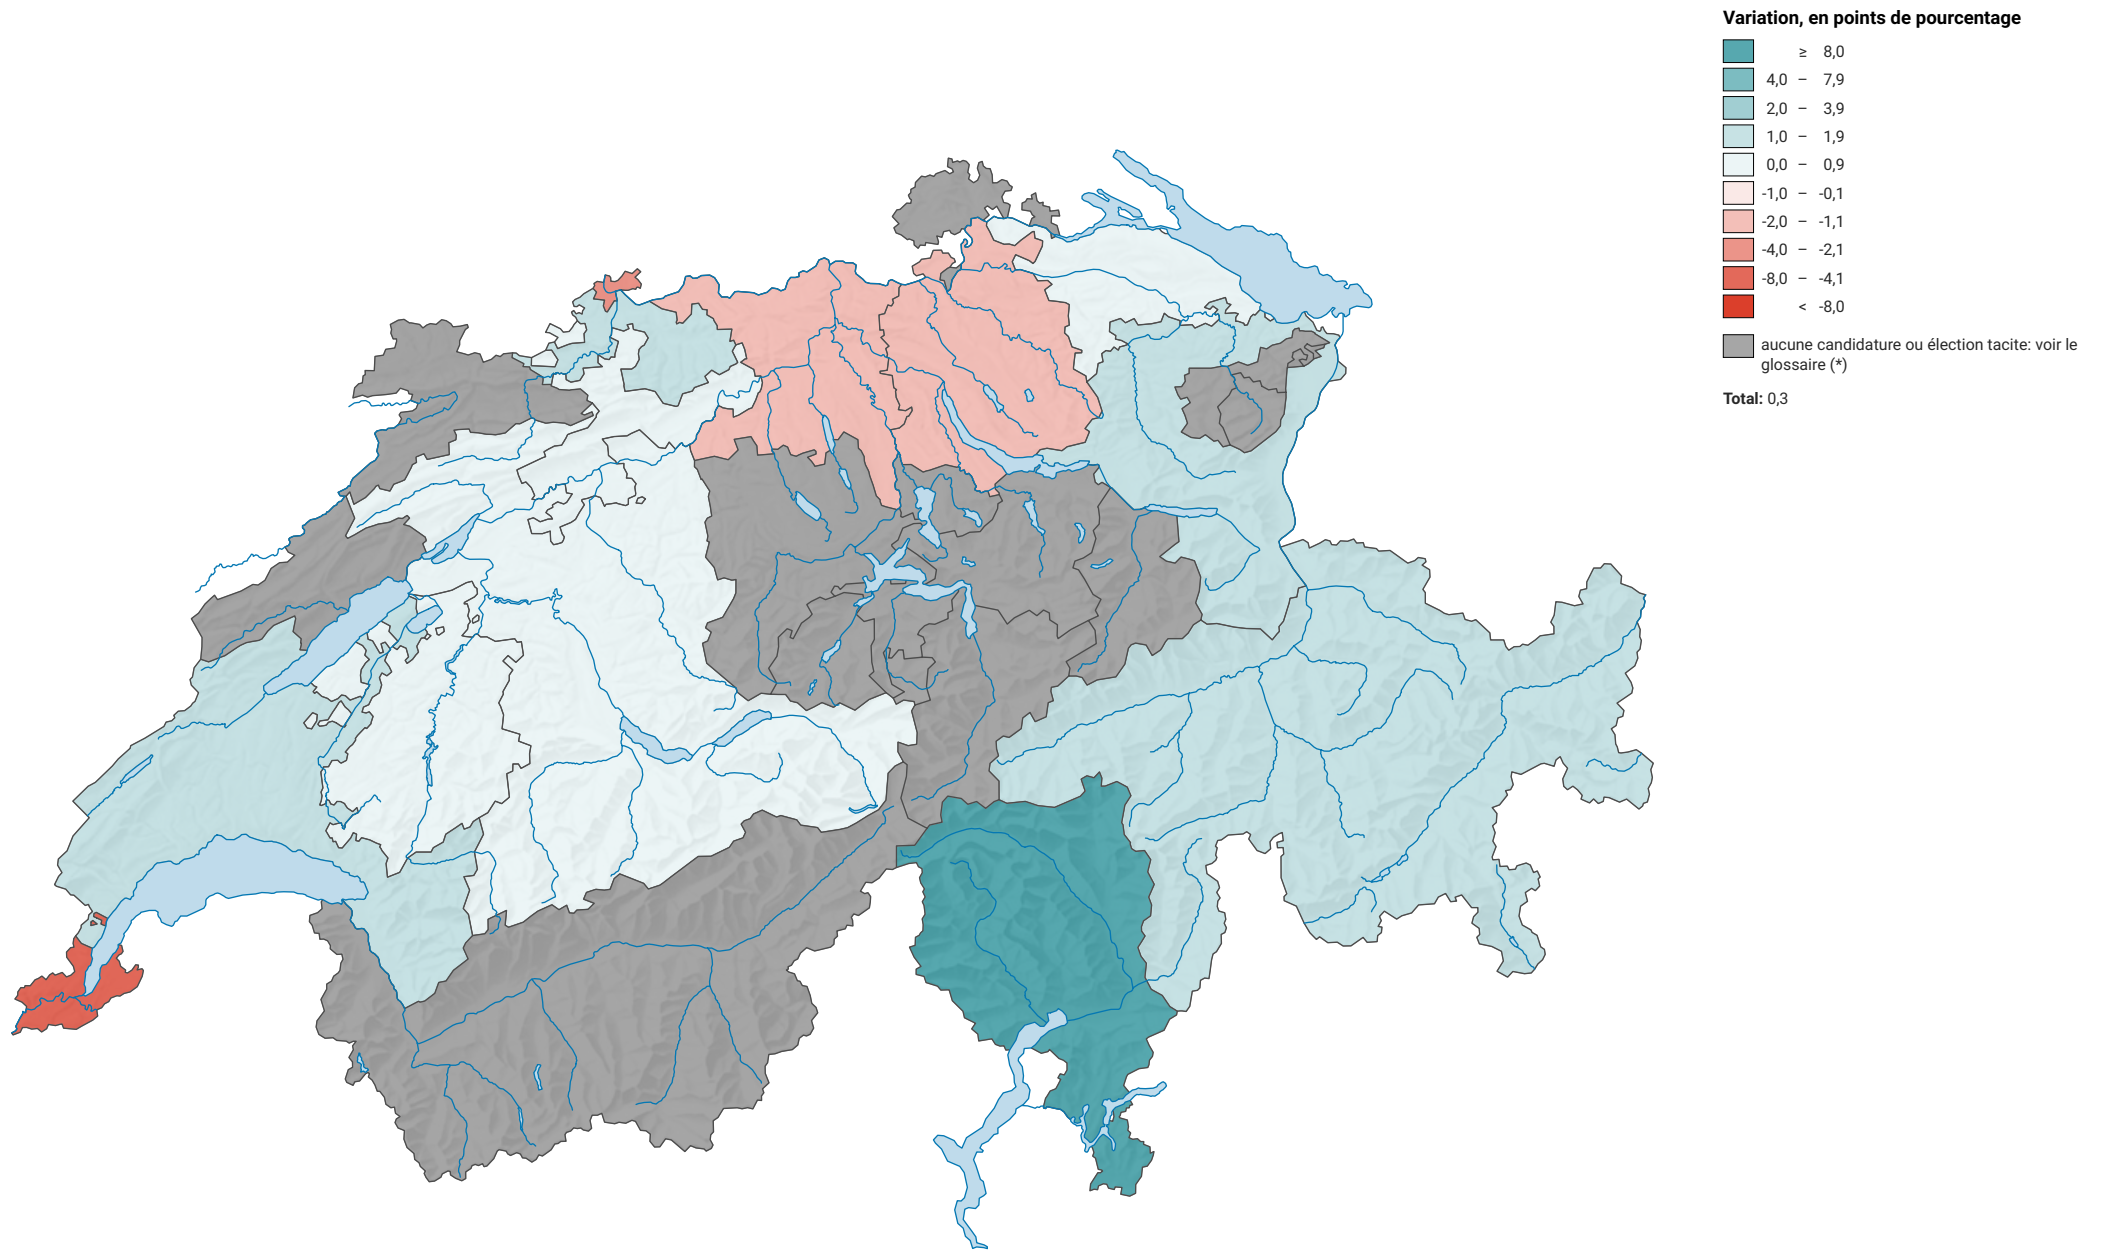 Variation, en points de pourcentage
≥ 8,0
4,0 – 7,9
2,0 – 3,9
1,0 – 1,9
0,0 – 0,9
-1,0 – -0,1
-2,0 – -1,1
-4,0 – -2,1
-8,0 – -4,1
< -8,0
aucune candidature ou élection tacite: voir le
glossaire (*)
Total: 0,3